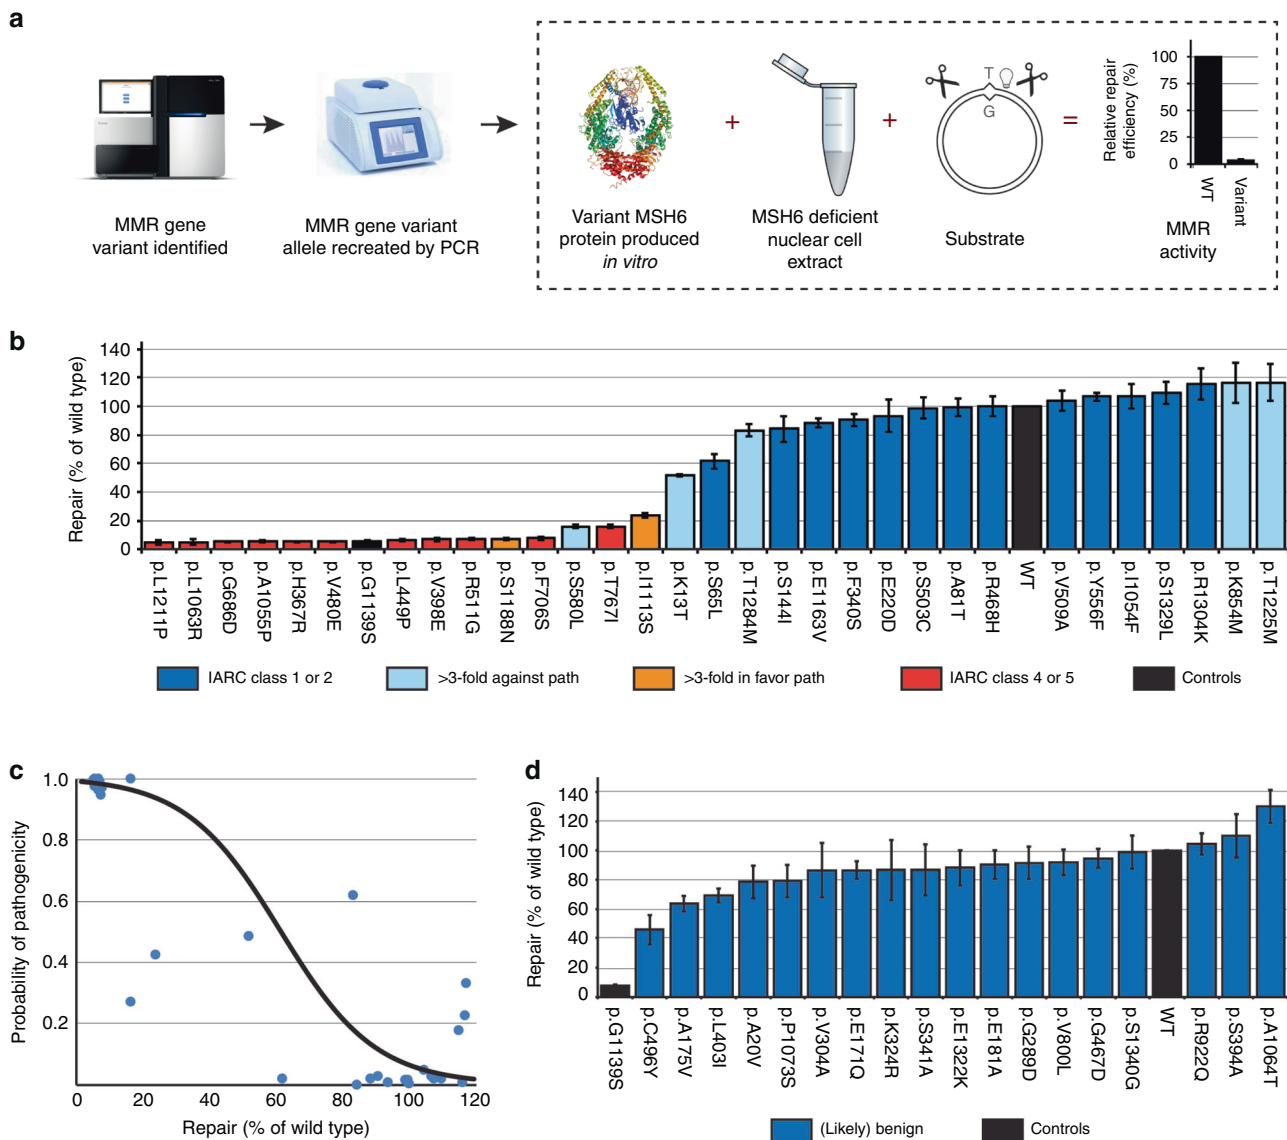 a
MMR gene
variant identified
MMR gene variant
allele recreated by PCR
Variant MSH6
protein produced
in vitro
+
MSH6 deficient
nuclear cell
extract
+
T
G
Substrate
=
Relative repair
efficiency (%)
100
75
50
25
0
WT
Variant
MMR
activity
b
Repair (% of wild type)
140
120
100
80
60
40
20
0
p.L1211P
p.L1063R
p.G686D
p.A1055P
p.H367R
p.V480E
p.G1139S
p.L449P
p.V398E
p.R511G
p.S1188N
p.F706S
p.S580L
p.T767I
p.I1113S
p.K13T
p.S65L
p.T1284M
p.S144I
p.E1163V
p.F340S
p.E220D
p.S503C
p.A81T
p.R468H
WT
p.V509A
p.Y556F
p.I1054F
p.S1329L
p.R1304K
p.K854M
p.T1225M
IARC class 1 or 2
>3-fold against path
>3-fold in favor path
IARC class 4 or 5
Controls
c
Probability of pathogenicity
1.0
0.8
0.6
0.4
0.2
0
20
40
60
80
100
120
Repair (% of wild type)
d
Repair (% of wild type)
140
120
100
80
60
40
20
0
p.G1139S
p.C496Y
p.A175V
p.L403I
p.A20V
p.P1073S
p.V304A
p.E171Q
p.K324R
p.S341A
p.E1322K
p.E181A
p.G289D
p.V800L
p.G467D
p.S1340G
WT
p.R922Q
p.S394A
p.A1064T
(Likely) benign
Controls